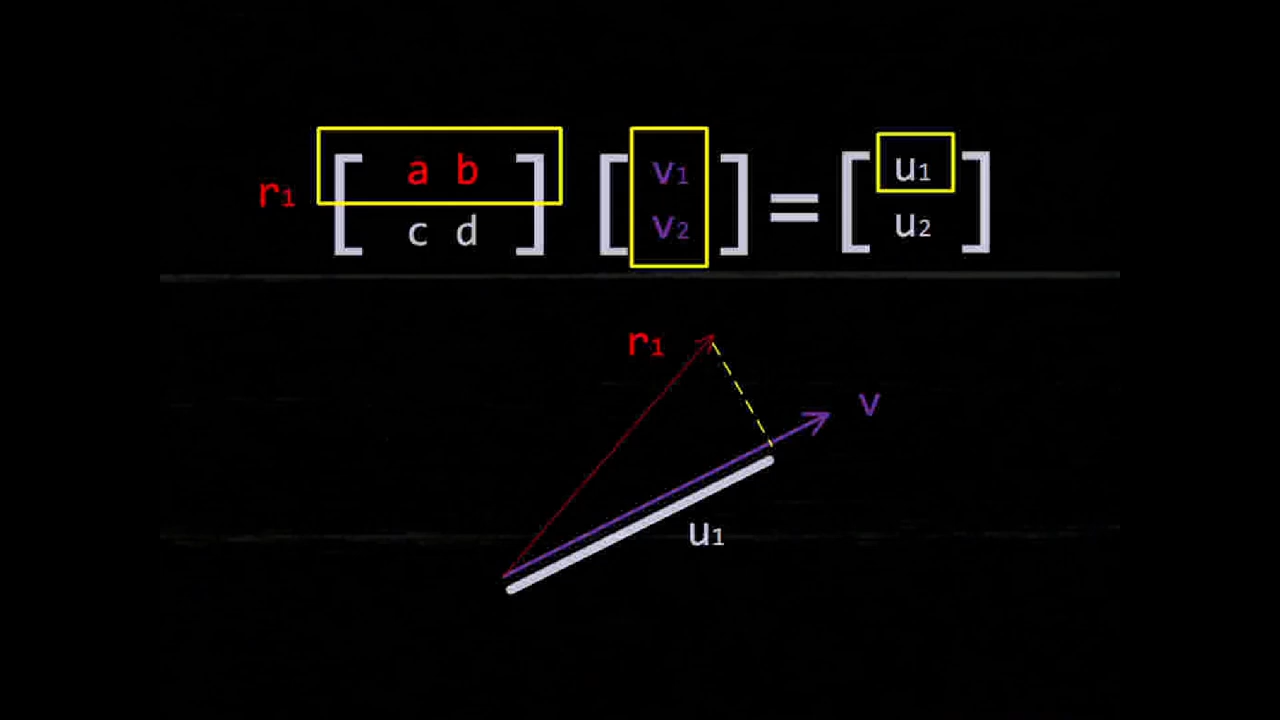 r₁ [ a b ] [ v₁ ] = [ u₁ ]
[ c d ] [ v₂ ] [ u₂ ]
r₁
v
u₁